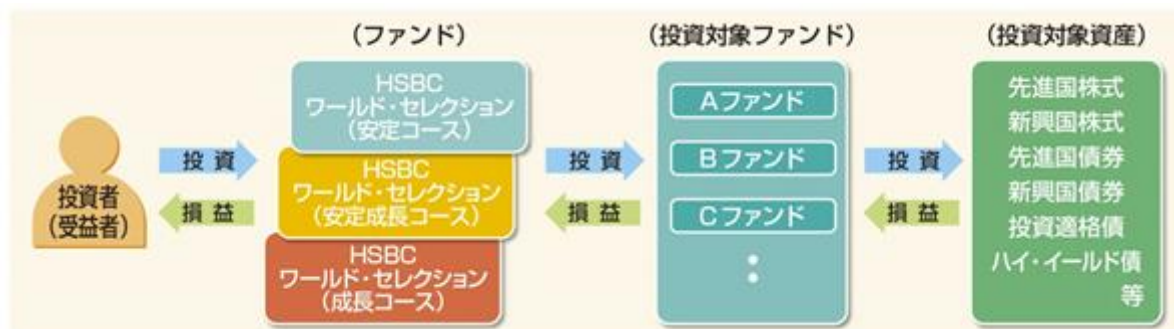 (ファンド)
(投資対象ファンド)
(投資対象資産)
投資者
(受益者)
投資
損益
HSBC
ワールド・セレクション
(安定コース)
HSBC
ワールド・セレクション
(安定成長コース)
HSBC
ワールド・セレクション
(成長コース)
投資
損益
Aファンド
Bファンド
Cファンド
：
投資
損益
先進国株式
新興国株式
先進国債券
新興国債券
投資適格債
ハイ・イールド債
等